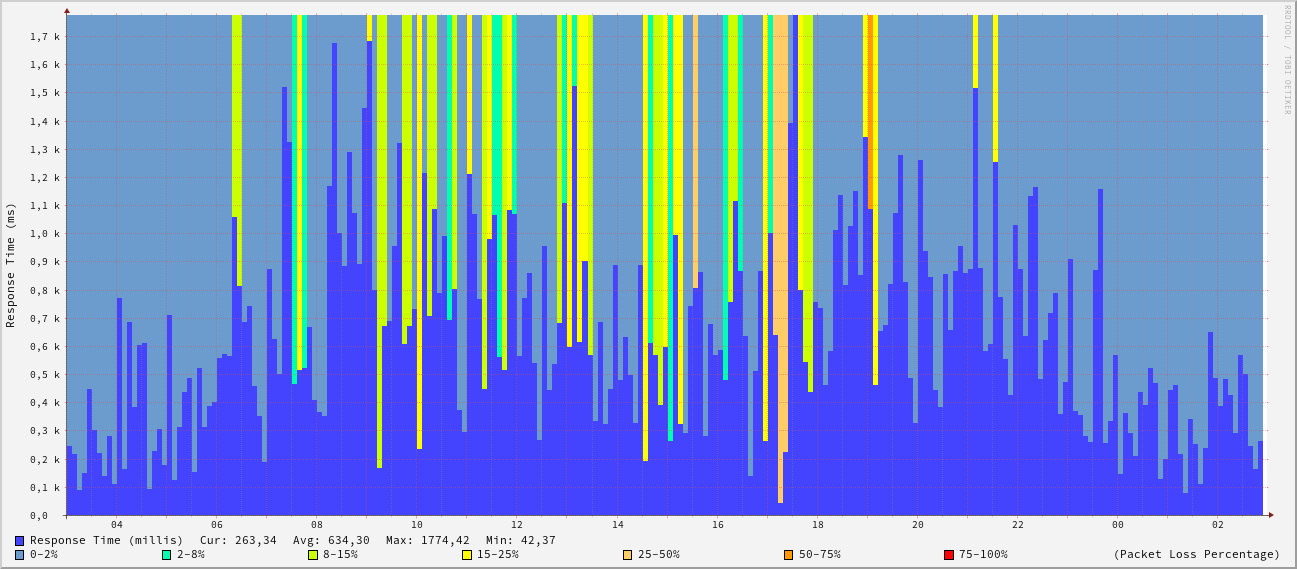 RRDTOOL / TOBI OETIKER
Response Time (ms)
1,7 k
1,6 k
1,5 k
1,4 k
1,3 k
1,2 k
1,1 k
1,0 k
0,9 k
0,8 k
0,7 k
0,6 k
0,5 k
0,4 k
0,3 k
0,2 k
0,1 k
0,0
04 06 08 10 12 14 16 18 20 22 00 02
Response Time (millis) Cur: 263,34 Avg: 634,30 Max: 1774,42 Min: 42,37
0-2% 2-8% 8-15% 15-25% 25-50% 50-75% 75-100% (Packet Loss Percentage)